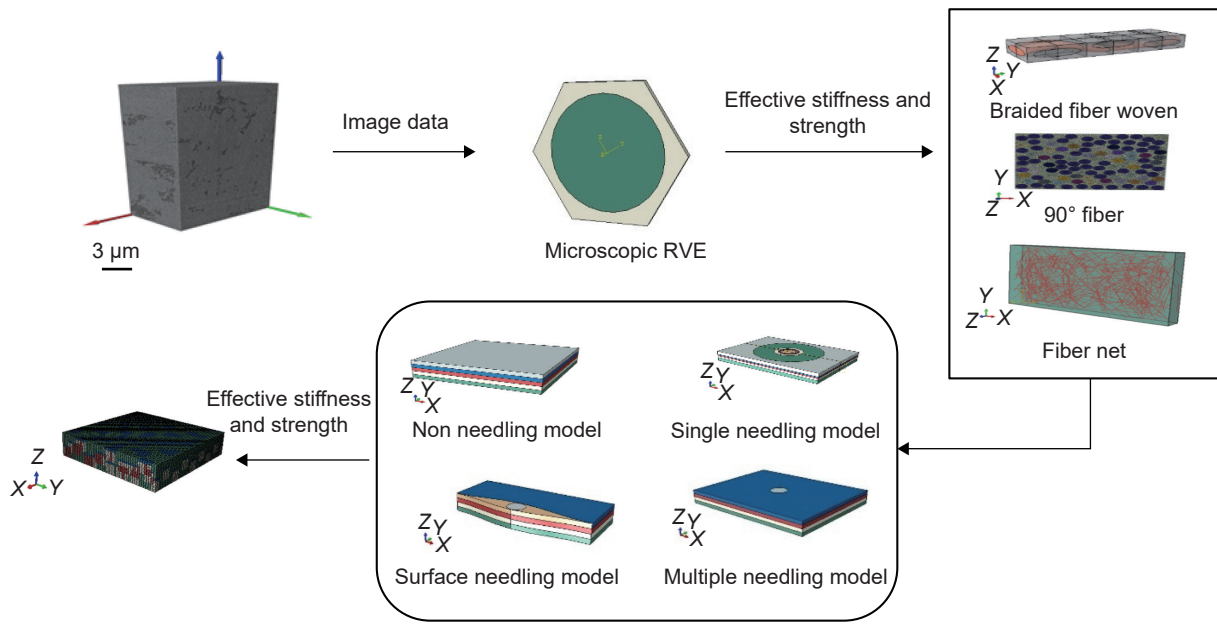 Image data
3 μm
Microscopic RVE
Effective stiffness and
strength
Z
Y
X
Braided fiber woven
Y
Z
X
90° fiber
Y
Z
X
Fiber net
Z
Y
X
Non needling model
Z
Y
X
Single needling model
Z
Y
X
Surface needling model
Z
Y
X
Multiple needling model
Effective stiffness
and strength
Z
X
Y